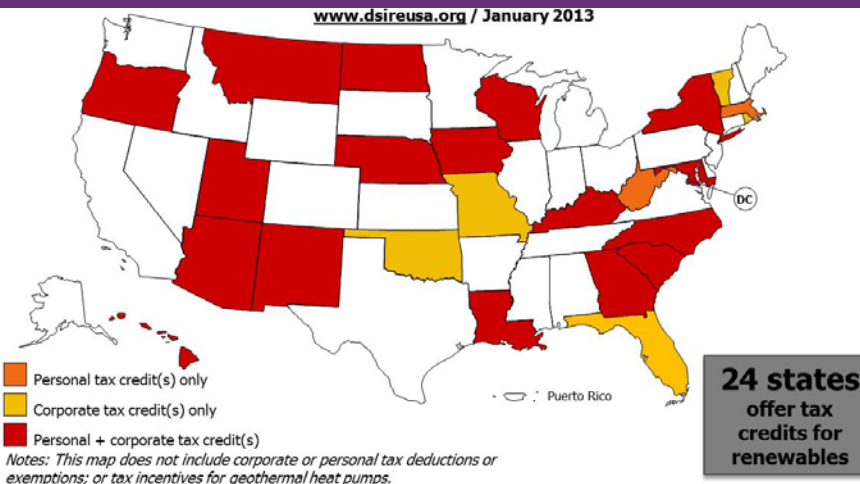 www.dsireusa.org / January 2013
DC
Puerto Rico
Personal tax credit(s) only
Corporate tax credit(s) only
Personal + corporate tax credit(s)
Notes: This map does not include corporate or personal tax deductions or
exemptions; or tax incentives for geothermal heat pumps.
24 states
offer tax
credits for
renewables